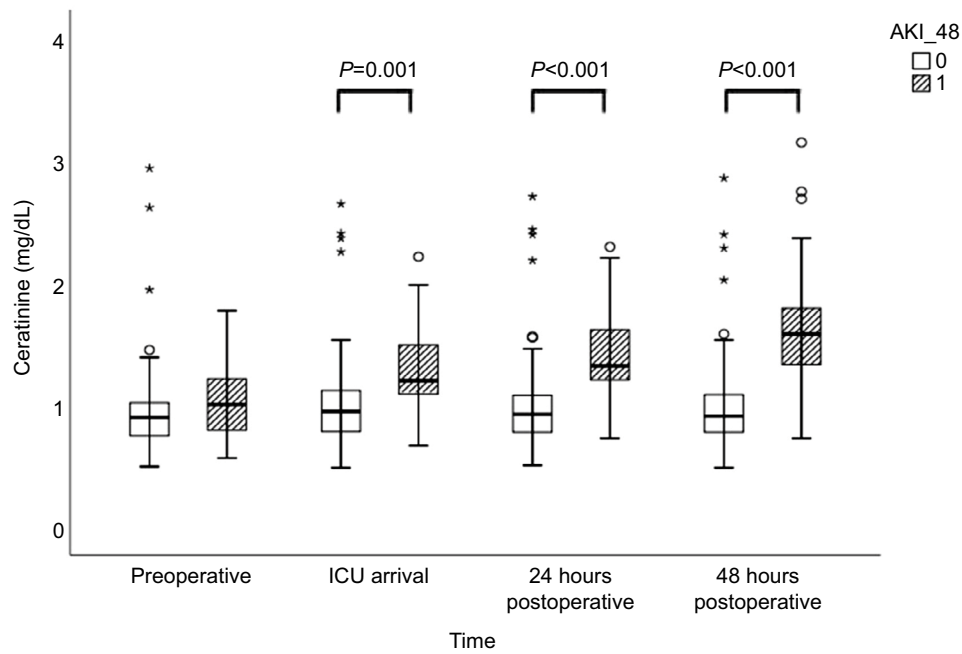 AKI_48
0
1
P=0.001
P<0.001
P<0.001
4
3
2
1
0
Ceratinine (mg/dL)
Preoperative
ICU arrival
24 hours
postoperative
48 hours
postoperative
Time